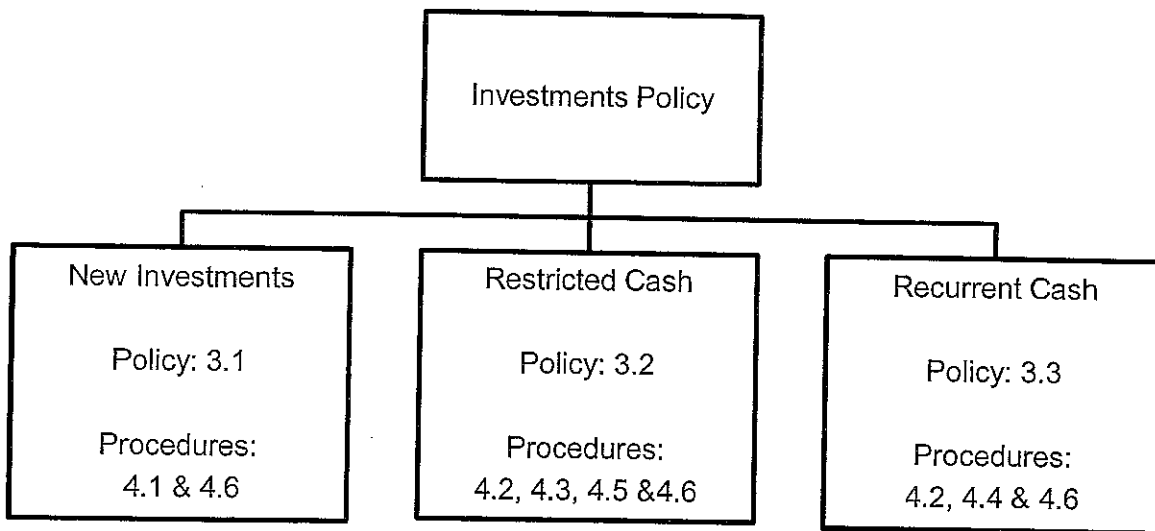 Investments Policy
New Investments
Policy: 3.1
Procedures:
4.1 & 4.6
Restricted Cash
Policy: 3.2
Procedures:
4.2, 4.3, 4.5 &4.6
Recurrent Cash
Policy: 3.3
Procedures:
4.2, 4.4 & 4.6